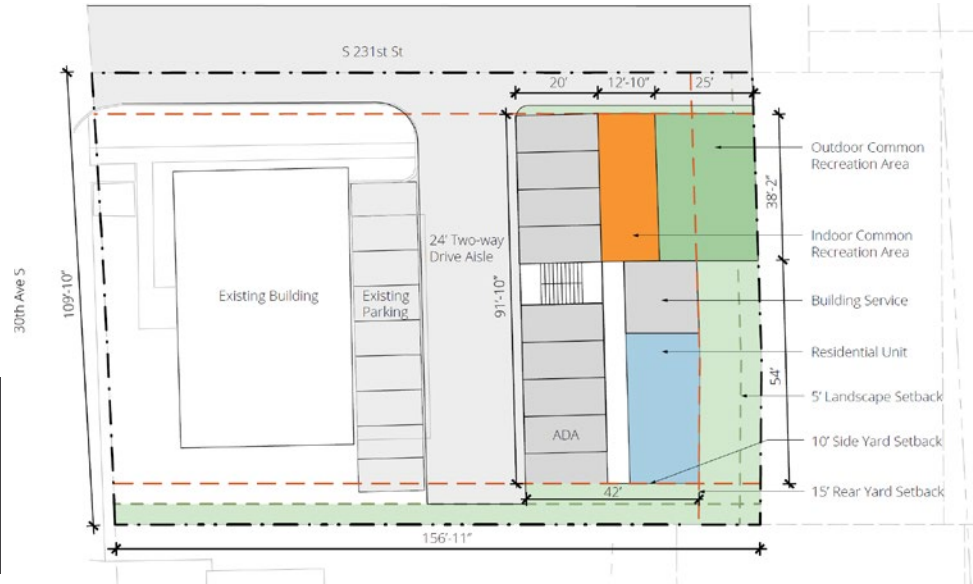 S 231st St
20'
12'-10"
25'
Outdoor Common
Recreation Area
38'-2"
Indoor Common
Recreation Area
24' Two-way
Drive Aisle
30th Ave S
109'-10"
Existing Building
Existing
Parking
91'-10"
Building Service
Residential Unit
54'
5' Landscape Setback
ADA
10' Side Yard Setback
42'
15' Rear Yard Setback
156'-11"